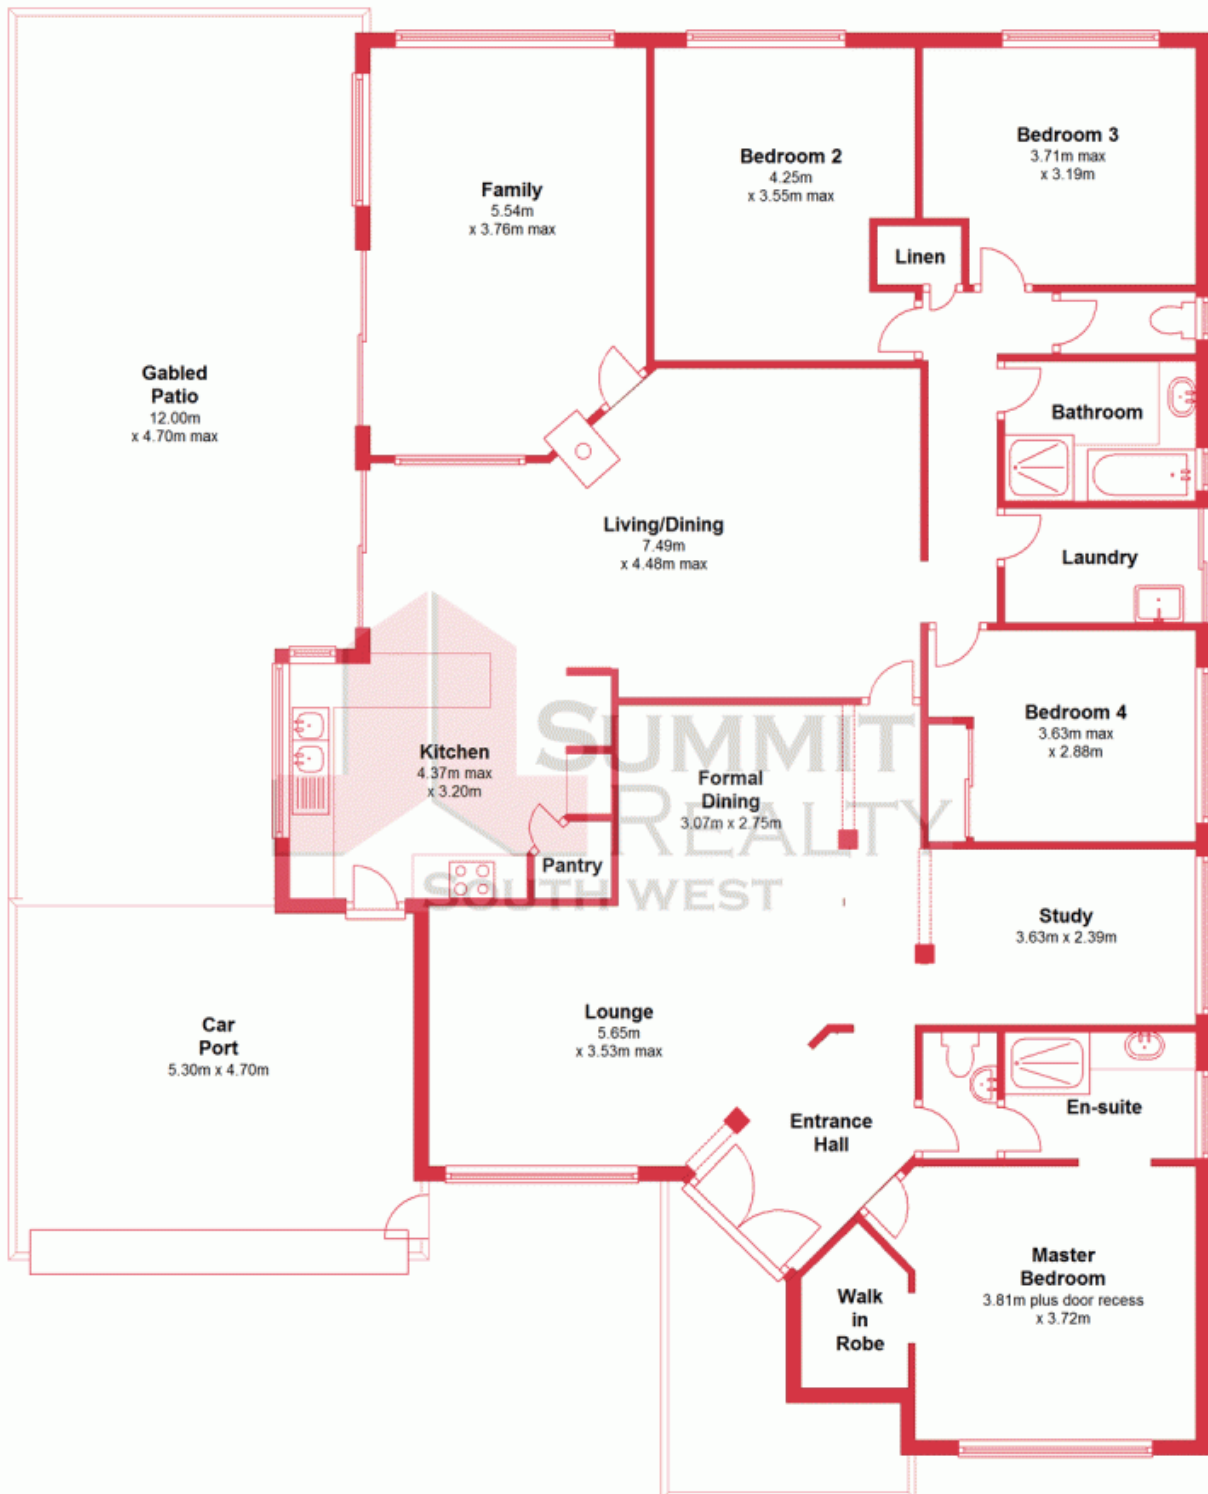 Family
5.54m
x 3.76m max
Bedroom 2
4.25m
x 3.55m max
Bedroom 3
3.71m max
x 3.19m
Linen
Gabled
Patio
12.00m
x 4.70m max
Bathroom
Living/Dining
7.49m
x 4.48m max
Laundry
Kitchen
4.37m max
x 3.20m
Formal
Dining
3.07m x 2.75m
Bedroom 4
3.63m max
x 2.88m
SUMMIT
REALTY
SOUTH WEST
Pantry
Study
3.63m x 2.39m
Lounge
5.65m
x 3.53m max
Car
Port
5.30m x 4.70m
Entrance
Hall
En-suite
Walk
in
Robe
Master
Bedroom
3.81m plus door recess
x 3.72m